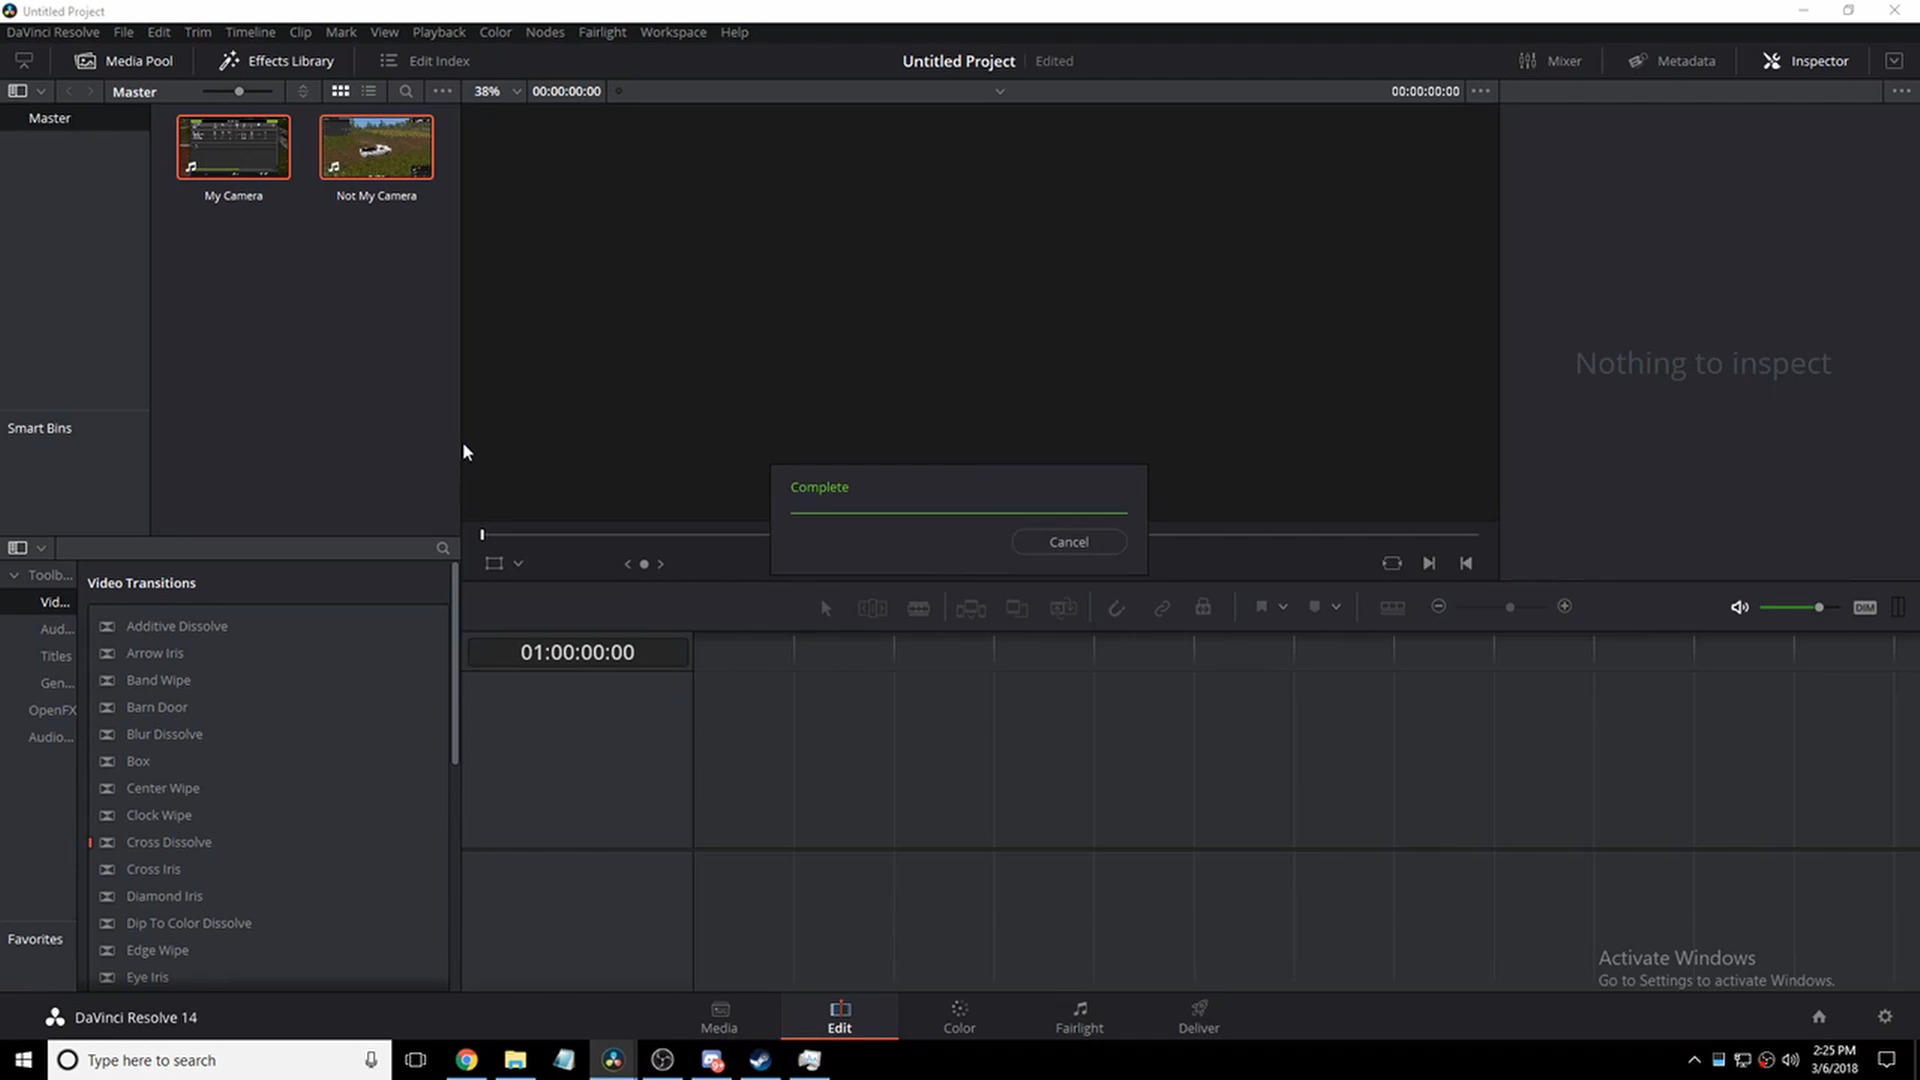 Untitled Project
DaVinci Resolve File Edit Trim Timeline Clip Mark View Playback Color Nodes Fairlight Workspace Help
Media Pool Effects Library Edit Index Untitled Project Edited Mixer Metadata Inspector
Master 38% 00:00:00:00 00:00:00:00
Master
My Camera Not My Camera
Nothing to inspect
Smart Bins
Complete
Cancel
Toolb...
Video Transitions
Vid...
Aud...
Titles
Gen...
OpenFX
Audio...
Additive Dissolve
Arrow Iris
Band Wipe
Barn Door
Blur Dissolve
Box
Center Wipe
Clock Wipe
Cross Dissolve
Cross Iris
Diamond Iris
Dip To Color Dissolve
Edge Wipe
Eye Iris
Favorites
DIM
01:00:00:00
Activate Windows
Go to Settings to activate Windows.
DaVinci Resolve 14
Media Edit Color Fairlight Deliver
Type here to search
2:25 PM
3/6/2018